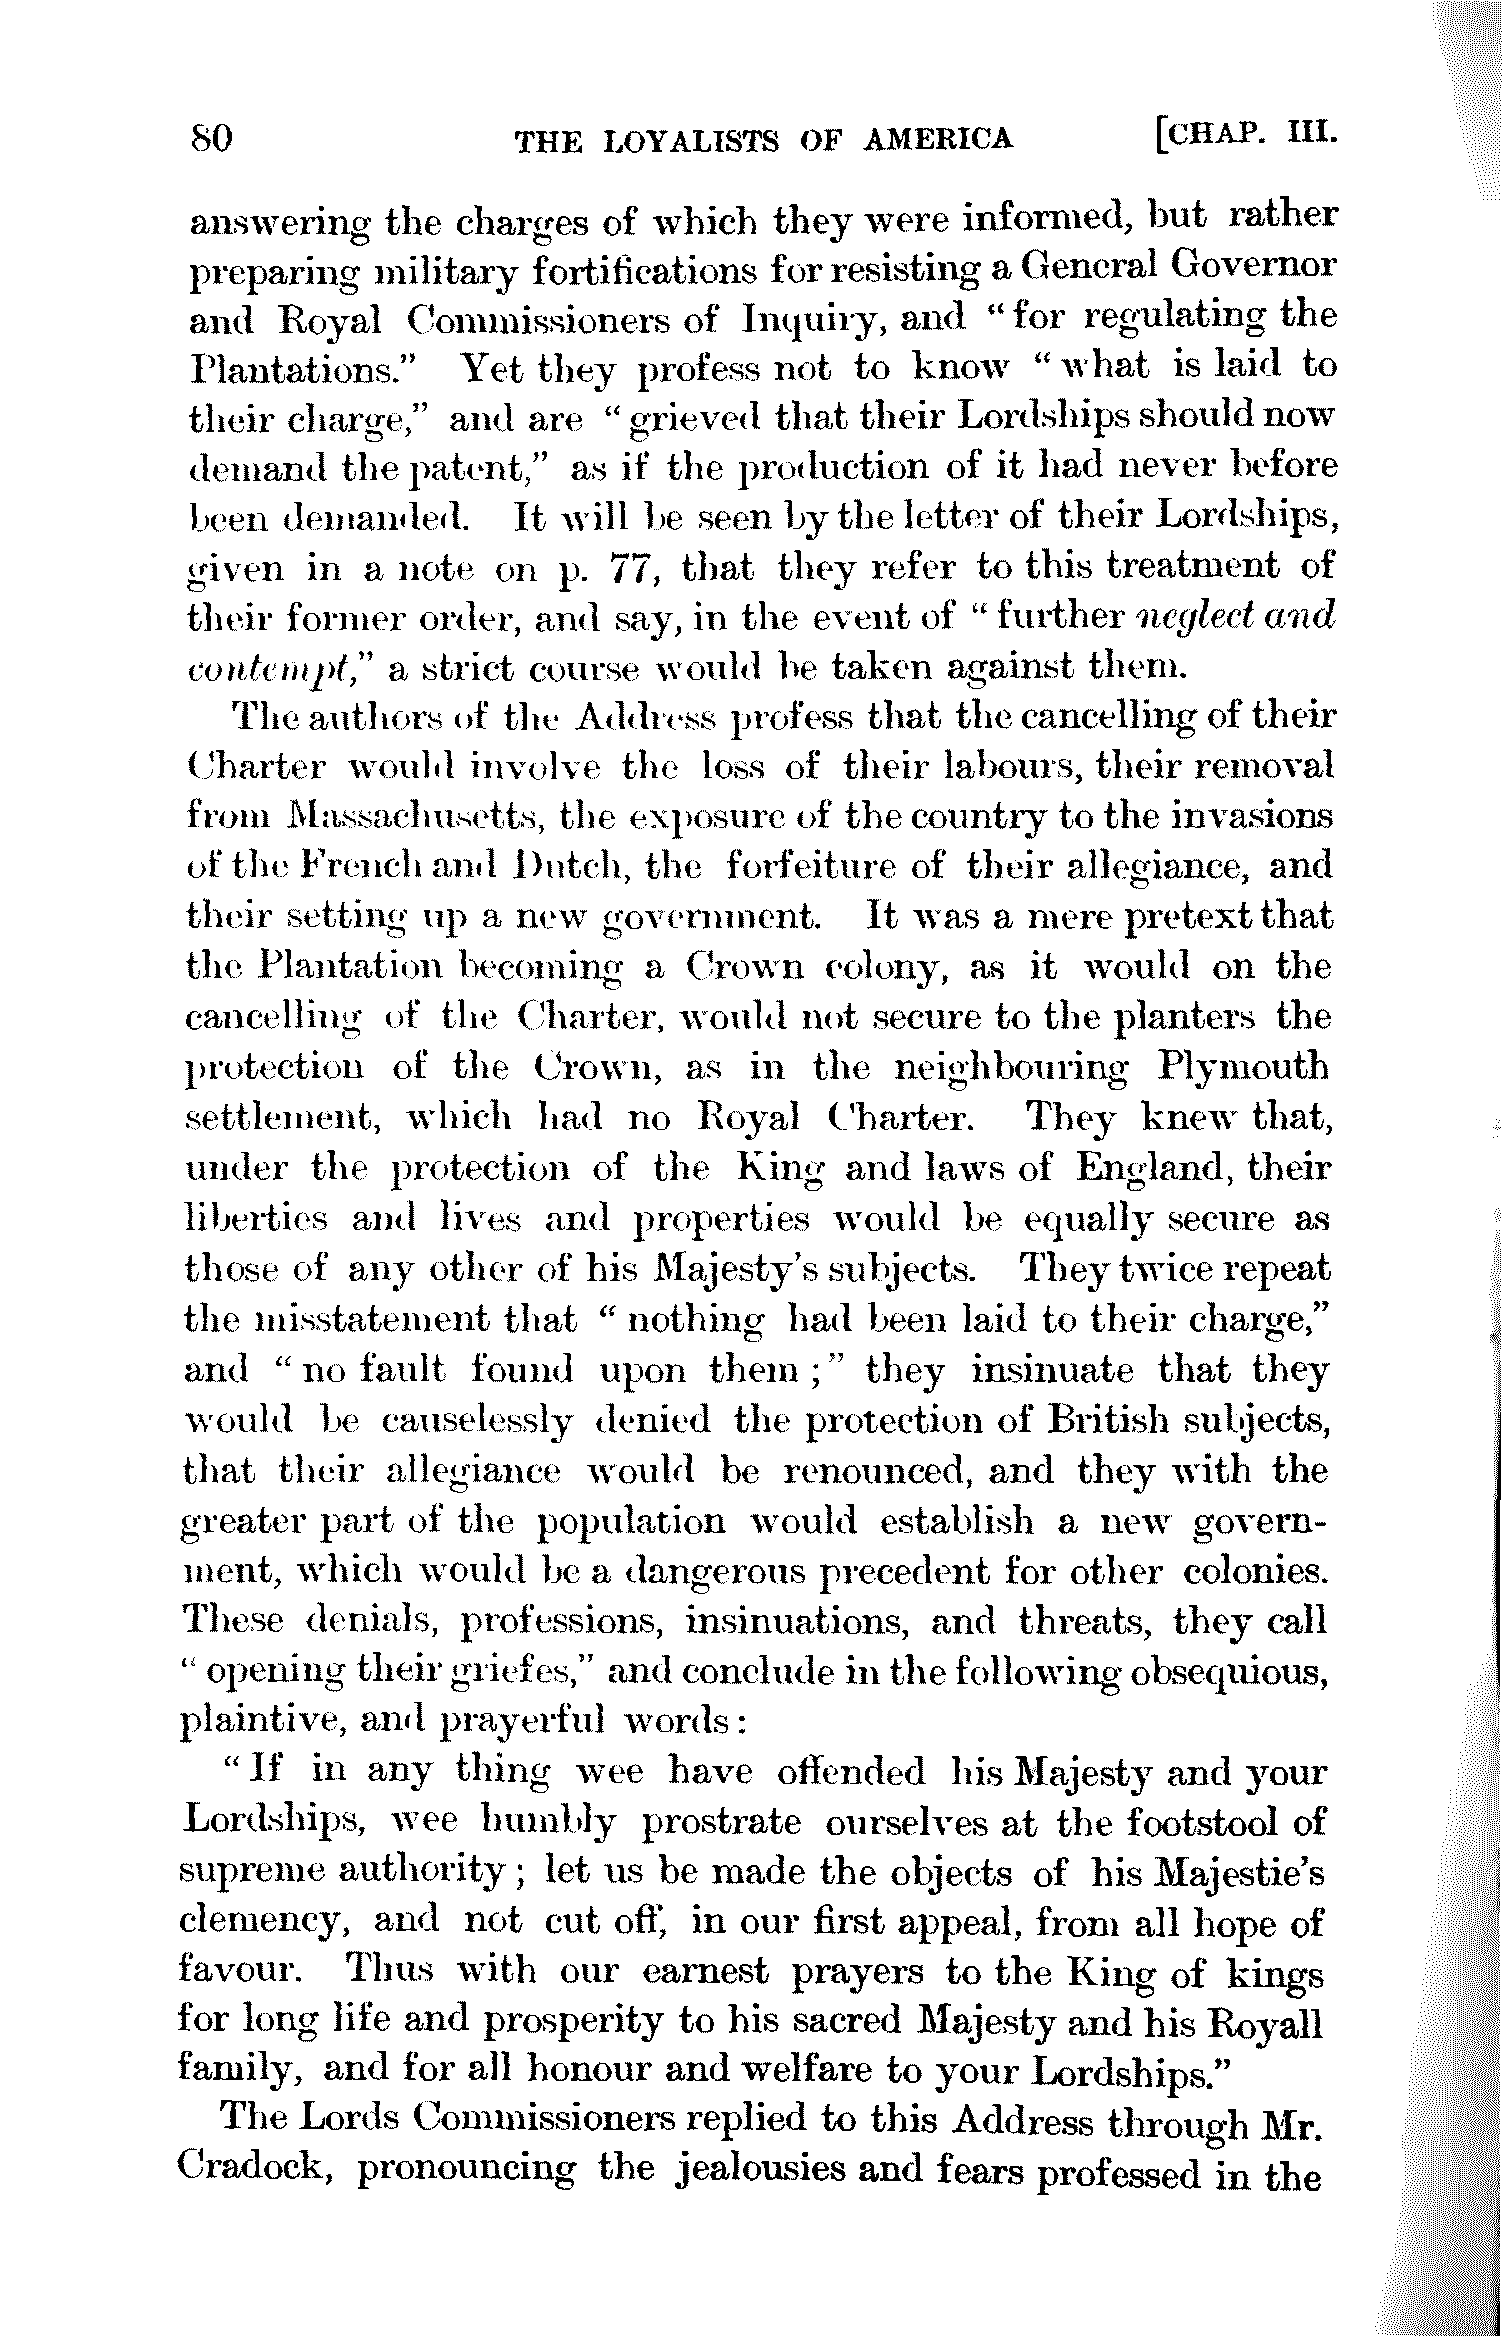 80 THE LOYALISTS OF AMERICA [CHAP. III.
answering the charges of which they were informed, but rather
preparing military fortifications for resisting a General Governor
and Royal Commissioners of Inquiry, and “for regulating the
Plantations.” Yet they profess not to know “what is laid to
their charge,” and are “grieved that their Lordships should now
demand the patent,” as if the production of it had never before
been demanded. It will be seen by the letter of their Lordships,
given in a note on p. 77, that they refer to this treatment of
their former order, and say, in the event of “further neglect and
contempt,” a strict course would be taken against them.
The authors of the Address profess that the cancelling of their
Charter would involve the loss of their labours, their removal
from Massachusetts, the exposure of the country to the invasions
of the French and Dutch, the forfeiture of their allegiance, and
their setting up a new government. It was a mere pretext that
the Plantation becoming a Crown colony, as it would on the
cancelling of the Charter, would not secure to the planters the
protection of the Crown, as in the neighbouring Plymouth
settlement, which had no Royal Charter. They knew that,
under the protection of the King and laws of England, their
liberties and lives and properties would be equally secure as
those of any other of his Majesty's subjects. They twice repeat
the misstatement that “nothing had been laid to their charge,”
and “no fault found upon them;” they insinuate that they
would be causelessly denied the protection of British subjects,
that their allegiance would be renounced, and they with the
greater part of the population would establish a new govern-
ment, which would be a dangerous precedent for other colonies.
These denials, professions, insinuations, and threats, they call
“opening their griefes,” and conclude in the following obsequious,
plaintive, and prayerful words:
“If in any thing wee have offended his Majesty and your
Lordships, wee humbly prostrate ourselves at the footstool of
supreme authority; let us be made the objects of his Majestie's
clemency, and not cut off, in our first appeal, from all hope of
favour. Thus with our earnest prayers to the King of kings
for long life and prosperity to his sacred Majesty and his Royall
family, and for all honour and welfare to your Lordships.”
The Lords Commissioners replied to this Address through Mr.
Cradock, pronouncing the jealousies and fears professed in the